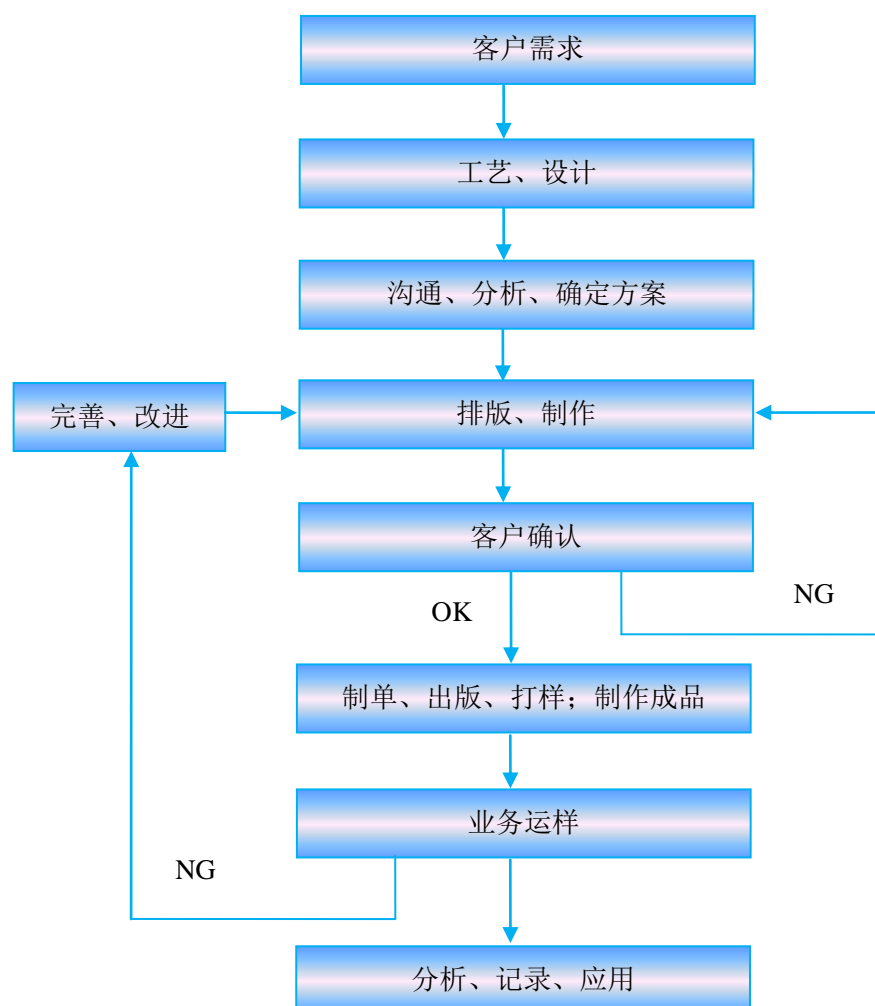 客户需求
工艺、设计
沟通、分析、确定方案
完善、改进
排版、制作
客户确认
OK
NG
制单、出版、打样；制作成品
业务运样
NG
分析、记录、应用